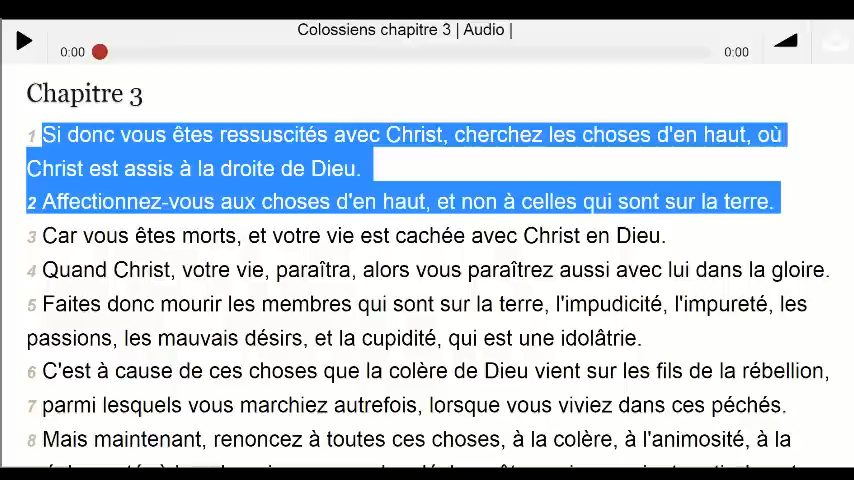 Colossiens chapitre 3 | Audio |
0:00 0:00
Chapitre 3
1 Si donc vous êtes ressuscités avec Christ, cherchez les choses d'en haut, où
Christ est assis à la droite de Dieu.
2 Affectionnez-vous aux choses d'en haut, et non à celles qui sont sur la terre.
3 Car vous êtes morts, et votre vie est cachée avec Christ en Dieu.
4 Quand Christ, votre vie, paraîtra, alors vous paraîtrez aussi avec lui dans la gloire.
5 Faites donc mourir les membres qui sont sur la terre, l'impudicité, l'impureté, les
passions, les mauvais désirs, et la cupidité, qui est une idolâtrie.
6 C'est à cause de ces choses que la colère de Dieu vient sur les fils de la rébellion,
7 parmi lesquels vous marchiez autrefois, lorsque vous viviez dans ces péchés.
8 Mais maintenant, renoncez à toutes ces choses, à la colère, à l'animosité, à la